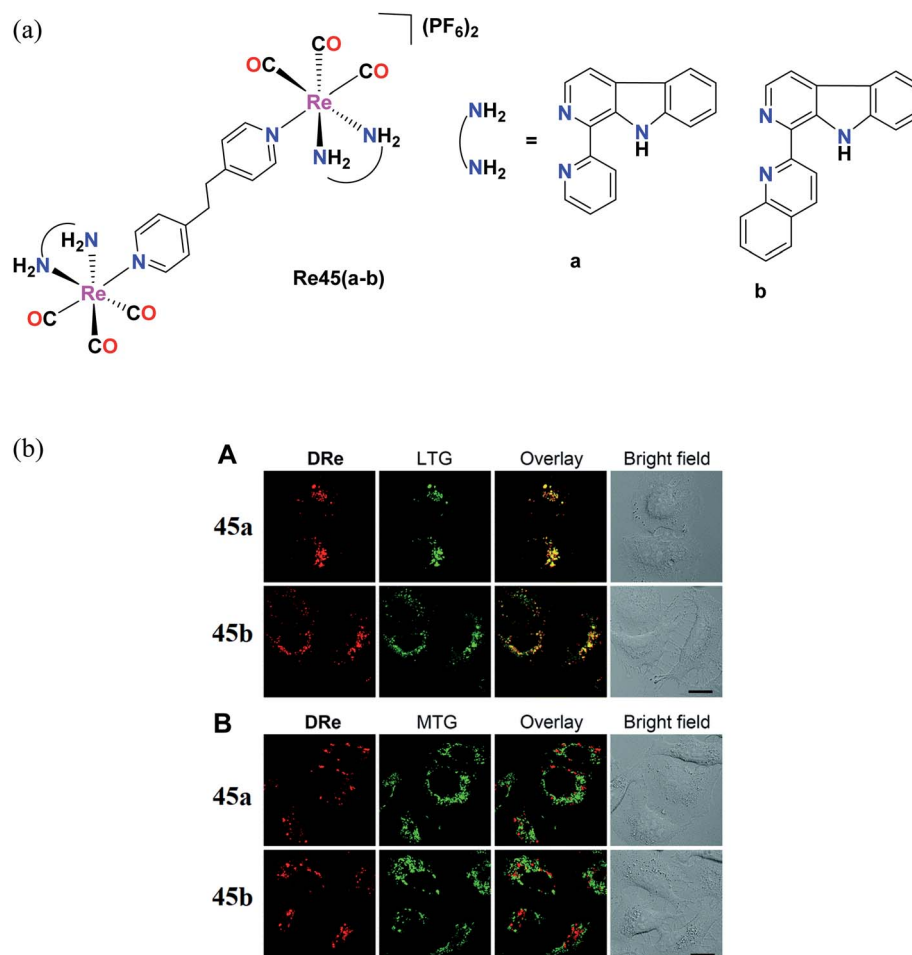 (a)
(PF6)2
CO
OC
CO
Re
N
NH2
NH2
H2N
H2N
N
Re
OC
CO
CO
Re45(a-b)
NH2
NH2
=
N
N
H
N
a
N
N
H
N
b
(b)
A
DRe LTG Overlay Bright field
45a
45b
B
DRe MTG Overlay Bright field
45a
45b